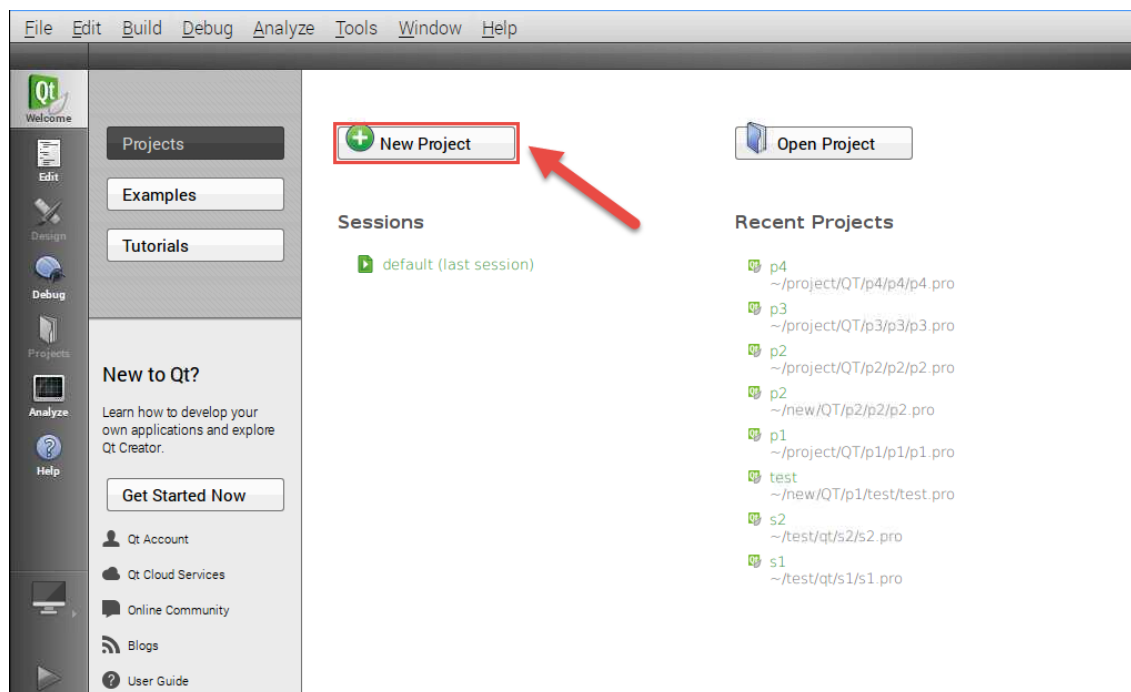 File Edit Build Debug Analyze Tools Window Help
Qt
Welcome
Edit
Design
Debug
Projects
Analyze
Help
Projects
Examples
Tutorials
New to Qt?
Learn how to develop your
own applications and explore
Qt Creator.
Get Started Now
Qt Account
Qt Cloud Services
Online Community
Blogs
User Guide
New Project
Sessions
default (last session)
Open Project
Recent Projects
p4
~/project/QT/p4/p4/p4.pro
p3
~/project/QT/p3/p3/p3.pro
p2
~/project/QT/p2/p2/p2.pro
p2
~/new/QT/p2/p2/p2.pro
p1
~/project/QT/p1/p1/p1.pro
test
~/new/QT/p1/test/test.pro
s2
~/test/qt/s2/s2.pro
s1
~/test/qt/s1/s1.pro